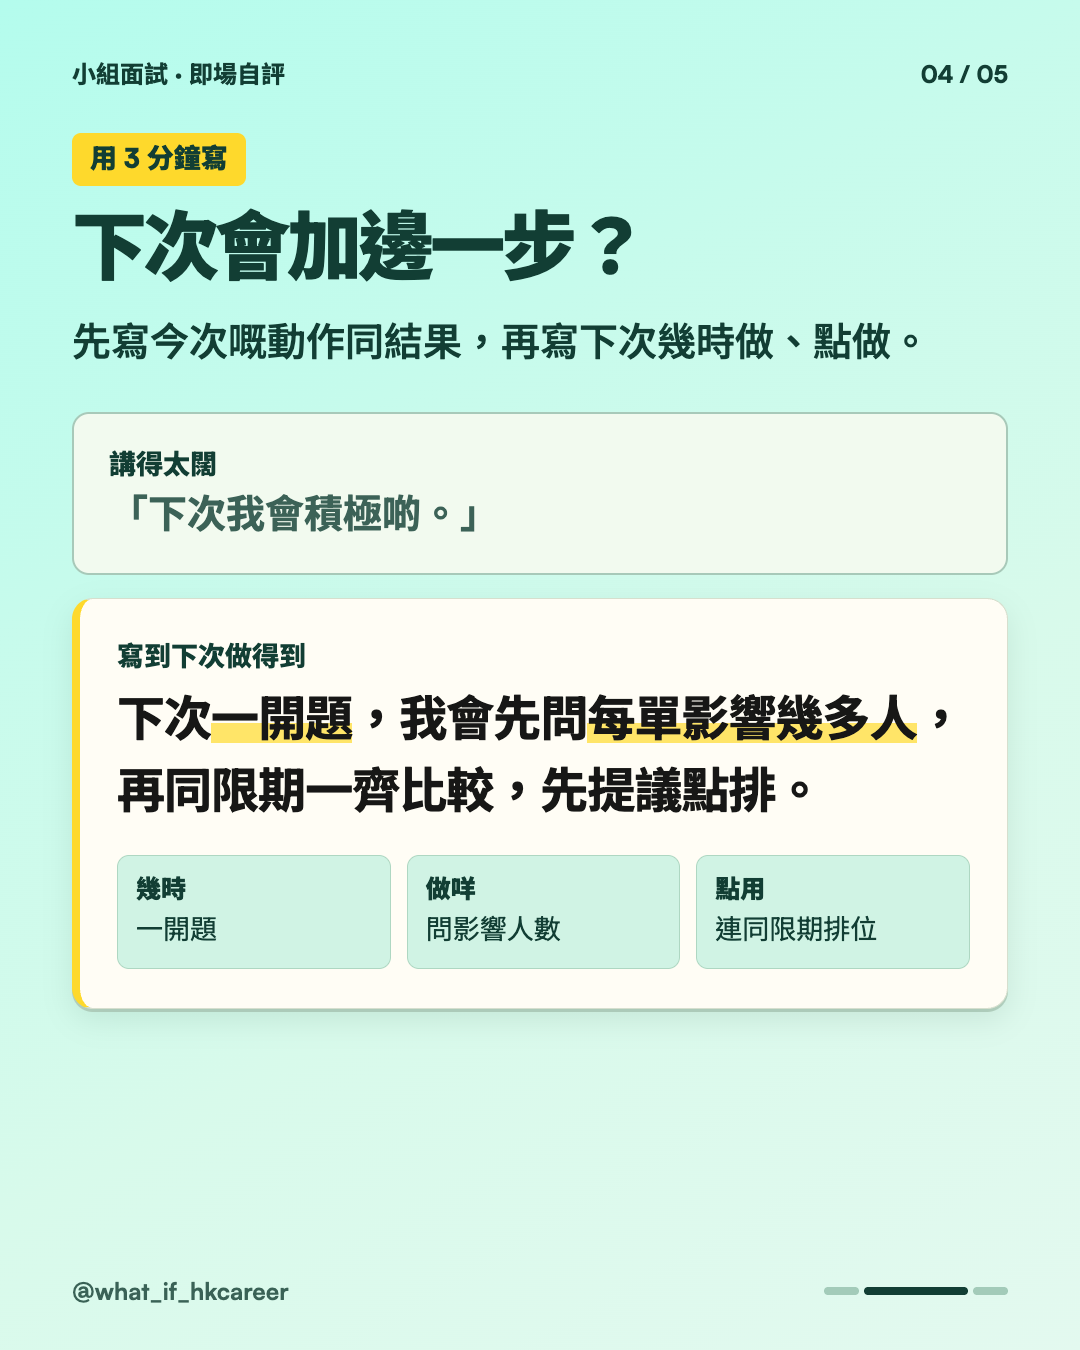 小組面試 · 即場自評
04 / 05
用 3 分鐘寫
下次會加邊一步？
先寫今次嘅動作同結果，再寫下次幾時做、點做。
講得太闊
「下次我會積極啲。」
寫到下次做得到
下次一開題，我會先問每單影響幾多人，
再同限期一齊比較，先提議點排。
幾時
一開題
做咩
問影響人數
點用
連同限期排位
@what_if_hkcareer